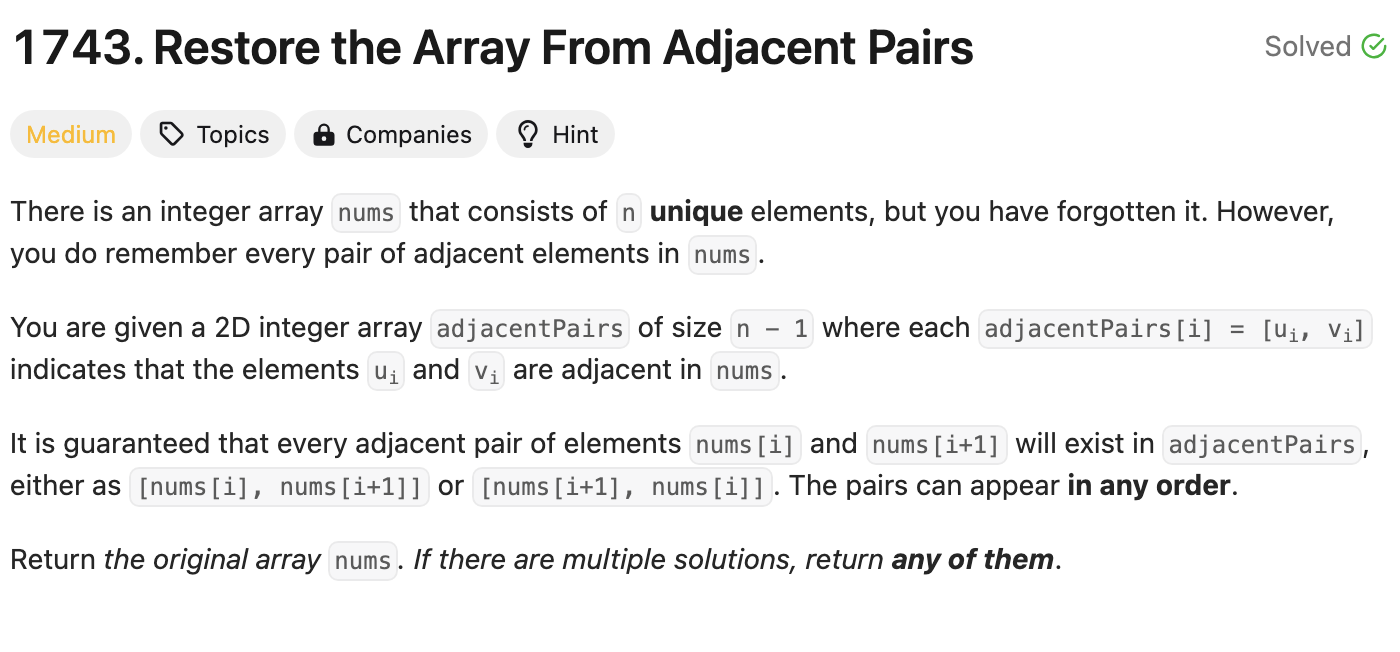 1743. Restore the Array From Adjacent Pairs
Solved
Medium Topics Companies Hint
There is an integer array nums that consists of n unique elements, but you have forgotten it. However,
you do remember every pair of adjacent elements in nums.
You are given a 2D integer array adjacentPairs of size n - 1 where each adjacentPairs[i] = [uᵢ, vᵢ]
indicates that the elements uᵢ and vᵢ are adjacent in nums.
It is guaranteed that every adjacent pair of elements nums[i] and nums[i+1] will exist in adjacentPairs,
either as [nums[i], nums[i+1]] or [nums[i+1], nums[i]]. The pairs can appear in any order.
Return the original array nums. If there are multiple solutions, return any of them.